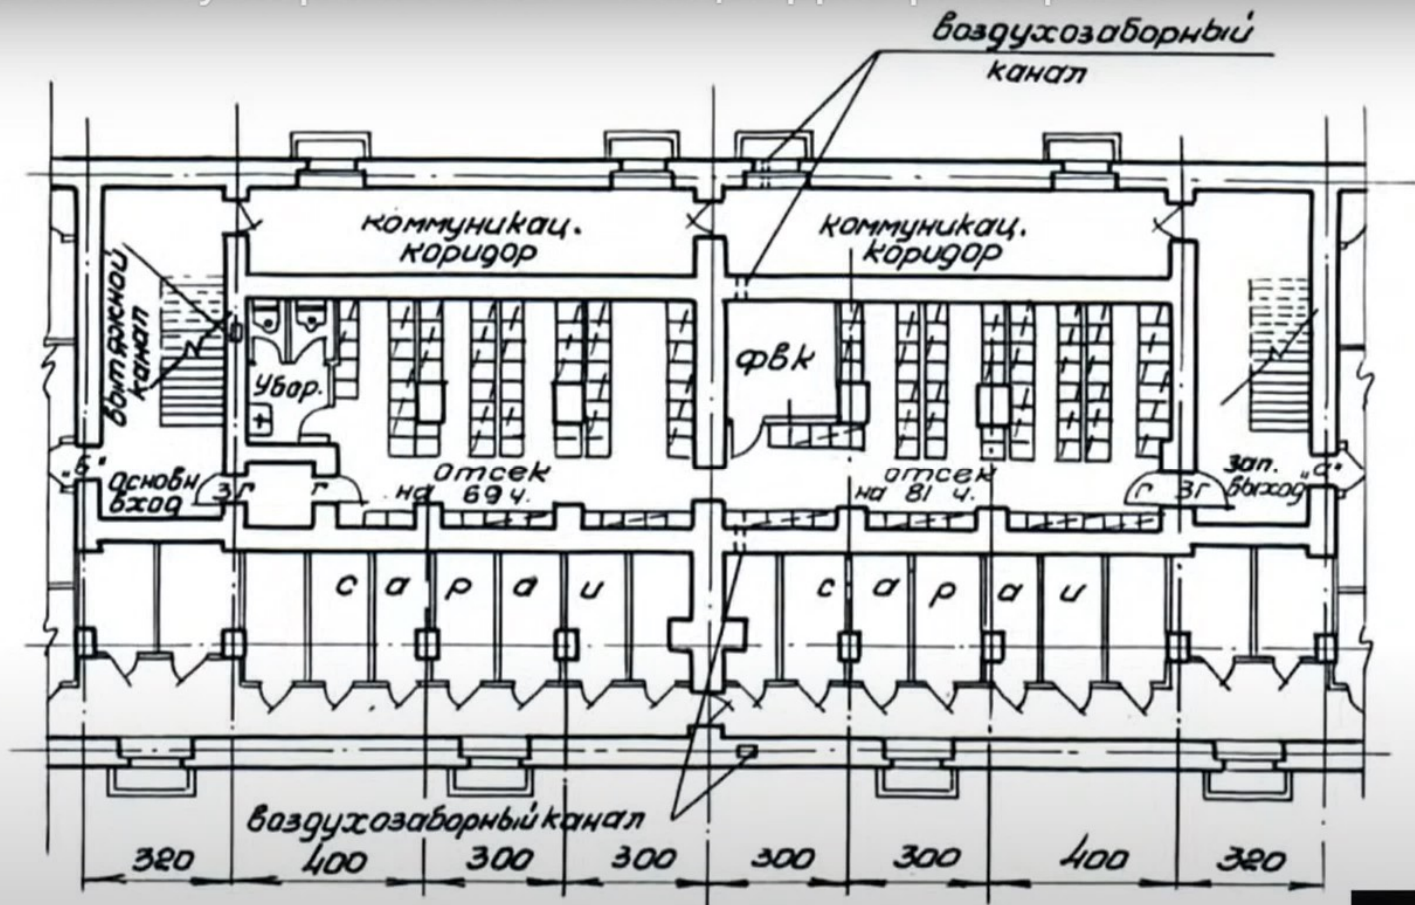 воздухозаборный
канал
коммуникац.
коридор
коммуникац.
коридор
вытяжной
канал
Убор.
ФВК
"Б"
основн
вход
ЗГ
Г
отсек
на 69 ч.
отсек
на 81 ч.
Г
ЗГ
зап.
выход
"а"
сараи
сараи
воздухозаборный канал
320 400 300 300 300 300 400 320